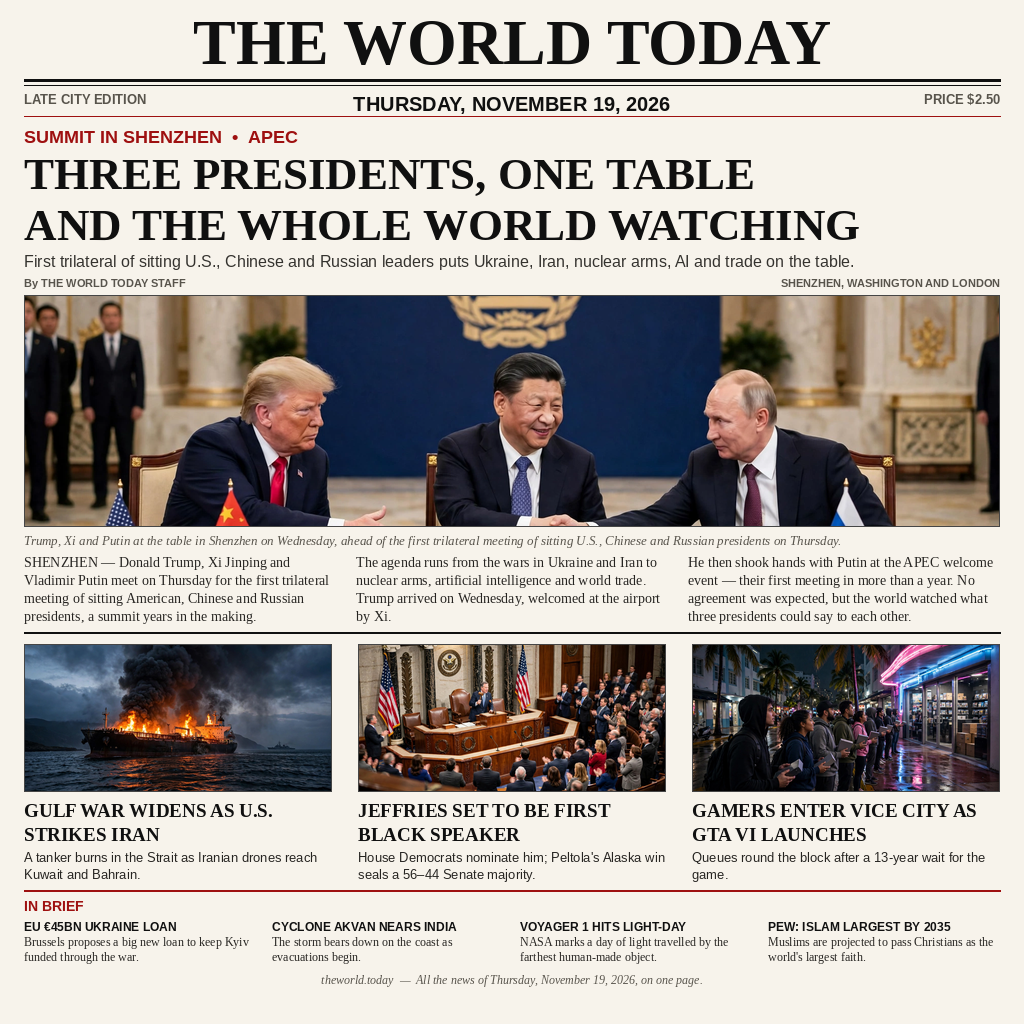 THE WORLD TODAY
LATE CITY EDITION
THURSDAY, NOVEMBER 19, 2026
PRICE $2.50
SUMMIT IN SHENZHEN • APEC
THREE PRESIDENTS, ONE TABLE
AND THE WHOLE WORLD WATCHING
First trilateral of sitting U.S., Chinese and Russian leaders puts Ukraine, Iran, nuclear arms, AI and trade on the table.
By THE WORLD TODAY STAFF
SHENZHEN, WASHINGTON AND LONDON
Trump, Xi and Putin at the table in Shenzhen on Wednesday, ahead of the first trilateral meeting of sitting U.S., Chinese and Russian presidents on Thursday.
SHENZHEN — Donald Trump, Xi Jinping and
Vladimir Putin meet on Thursday for the first trilateral
meeting of sitting American, Chinese and Russian
presidents, a summit years in the making.
The agenda runs from the wars in Ukraine and Iran to
nuclear arms, artificial intelligence and world trade.
Trump arrived on Wednesday, welcomed at the airport
by Xi.
He then shook hands with Putin at the APEC welcome
event — their first meeting in more than a year. No
agreement was expected, but the world watched what
three presidents could say to each other.
GULF WAR WIDENS AS U.S.
STRIKES IRAN
A tanker burns in the Strait as Iranian drones reach
Kuwait and Bahrain.
JEFFRIES SET TO BE FIRST
BLACK SPEAKER
House Democrats nominate him; Peltola's Alaska win
seals a 56–44 Senate majority.
GAMERS ENTER VICE CITY AS
GTA VI LAUNCHES
Queues round the block after a 13-year wait for the
game.
IN BRIEF
EU €45BN UKRAINE LOAN
Brussels proposes a big new loan to keep Kyiv
funded through the war.
CYCLONE AKVAN NEARS INDIA
The storm bears down on the coast as
evacuations begin.
VOYAGER 1 HITS LIGHT-DAY
NASA marks a day of light travelled by the
farthest human-made object.
PEW: ISLAM LARGEST BY 2035
Muslims are projected to pass Christians as the
world's largest faith.
theworld.today — All the news of Thursday, November 19, 2026, on one page.